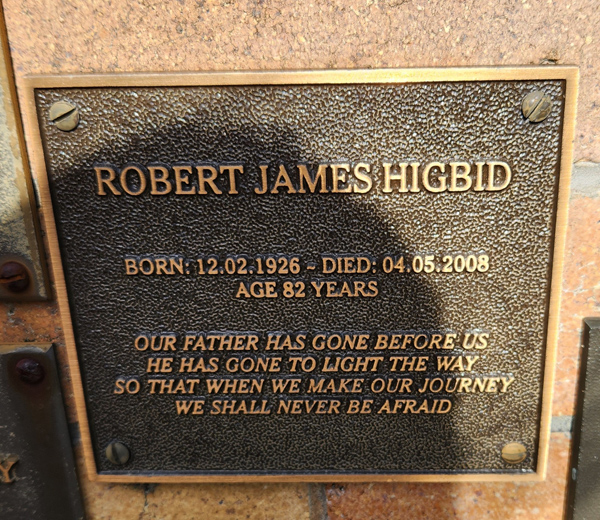 ROBERT JAMES HIGBID
BORN: 12.02.1926 ~ DIED: 04.05.2008
AGE 82 YEARS
OUR FATHER HAS GONE BEFORE US
HE HAS GONE TO LIGHT THE WAY
SO THAT WHEN WE MAKE OUR JOURNEY
WE SHALL NEVER BE AFRAID